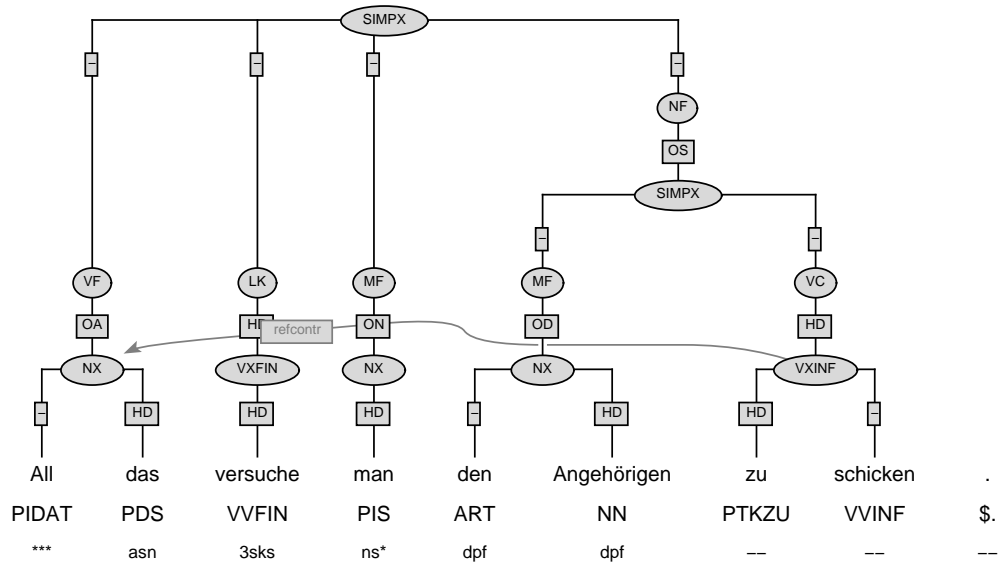 SIMPX
– – – –
NF
OS
SIMPX
– –
VF LK MF MF VC
OA HD ON OD HD
refcontr
NX VXFIN NX NX VXINF
– HD HD HD – HD HD –
All das versuche man den Angehörigen zu schicken .
PIDAT PDS VVFIN PIS ART NN PTKZU VVINF $.
*** asn 3sks ns* dpf dpf –– –– ––